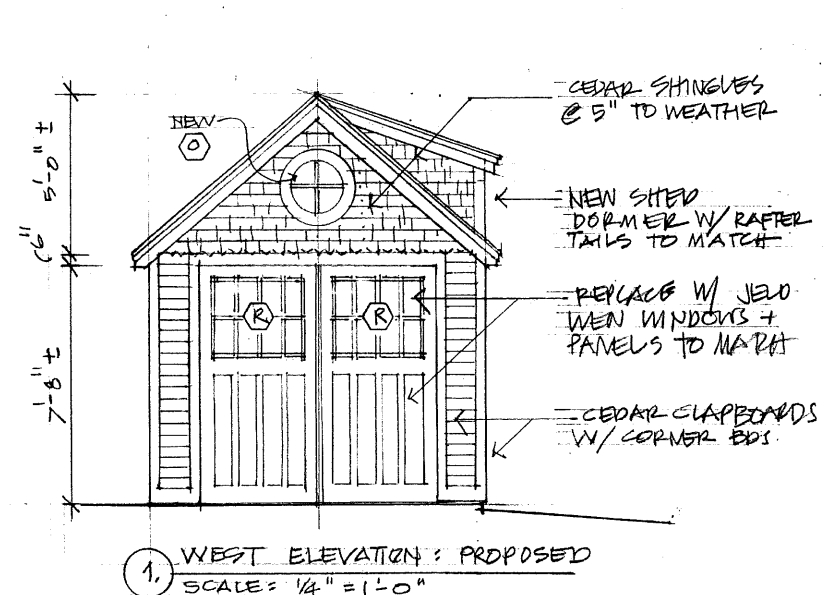 CEDAR SHINGLES
@ 5" TO WEATHER
NEW
O
5'-0" ±
6"
7'-8" ±
NEW SHED
DORMER W/ RAFTER
TAILS TO MATCH
REPLACE W/ JELD
WEN WINDOWS +
PANELS TO MATCH
R
R
CEDAR CLAPBOARDS
W/ CORNER BDS.
1. WEST ELEVATION : PROPOSED
SCALE: 1/4" = 1'-0"